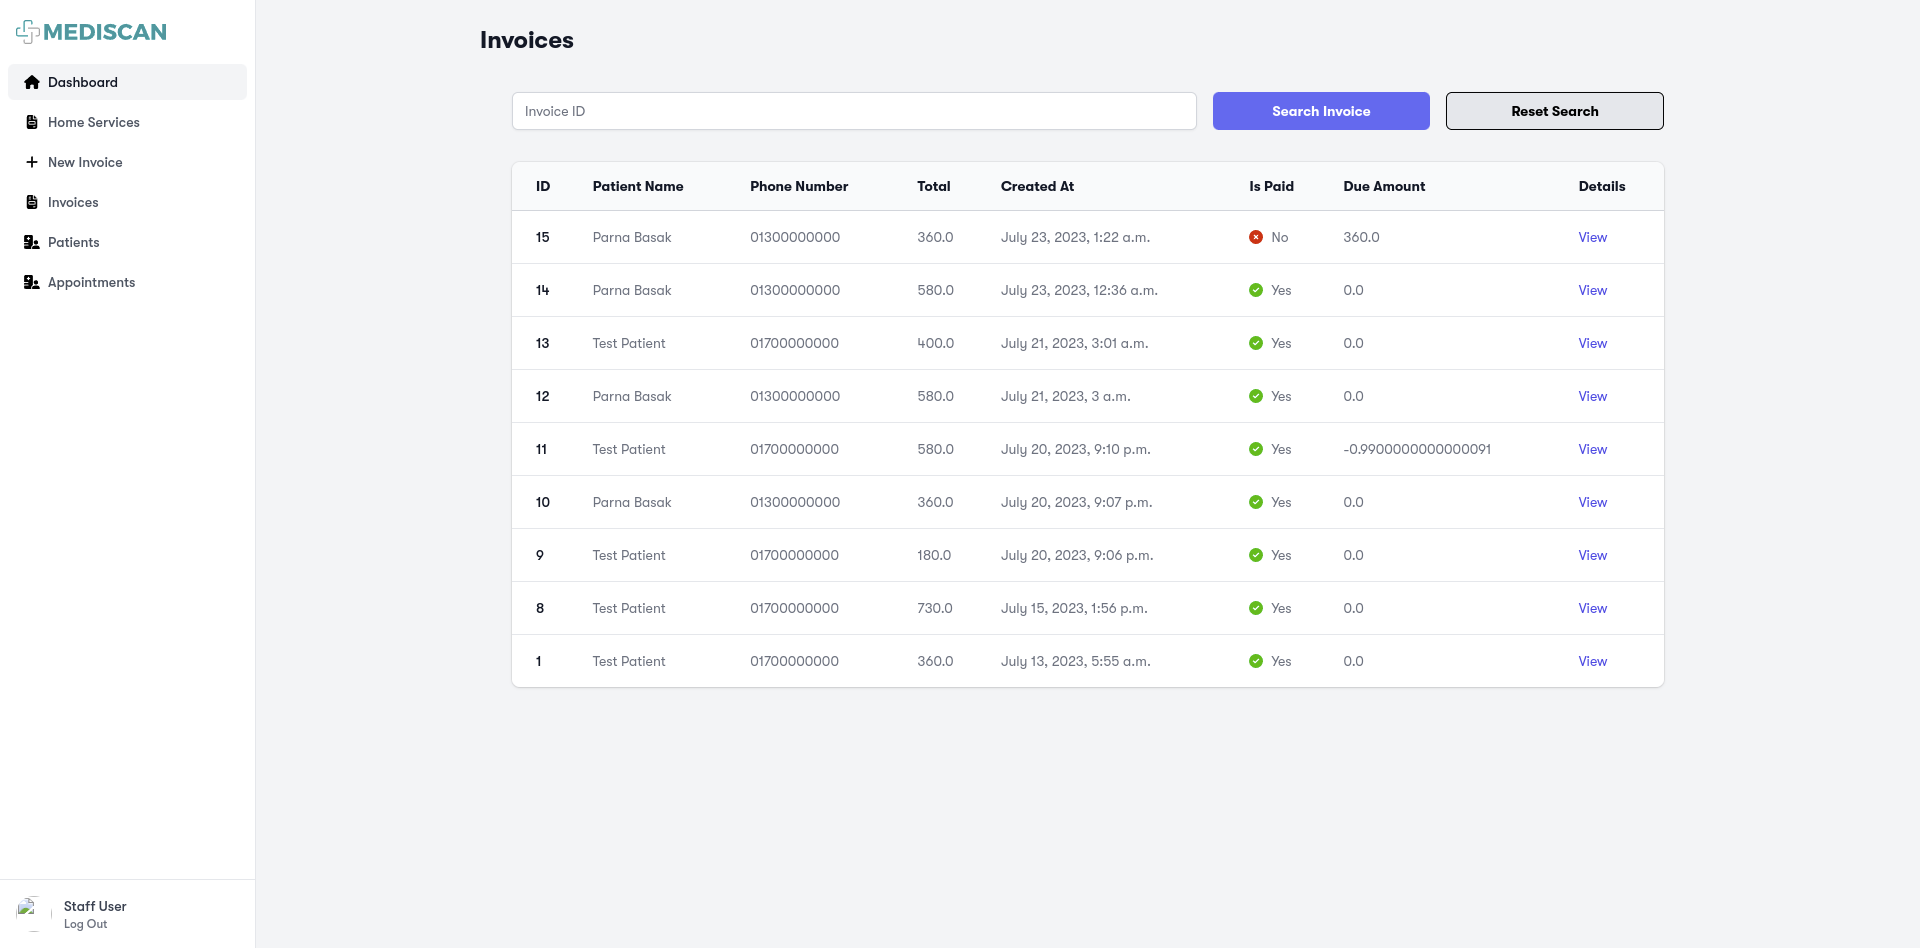 MEDISCAN
Dashboard
Home Services
New Invoice
Invoices
Patients
Appointments
Staff User
Log Out
Invoices
Invoice ID Search Invoice Reset Search
ID Patient Name Phone Number Total Created At Is Paid Due Amount Details
15 Parna Basak 01300000000 360.0 July 23, 2023, 1:22 a.m. No 360.0 View
14 Parna Basak 01300000000 580.0 July 23, 2023, 12:36 a.m. Yes 0.0 View
13 Test Patient 01700000000 400.0 July 21, 2023, 3:01 a.m. Yes 0.0 View
12 Parna Basak 01300000000 580.0 July 21, 2023, 3 a.m. Yes 0.0 View
11 Test Patient 01700000000 580.0 July 20, 2023, 9:10 p.m. Yes -0.9900000000000091 View
10 Parna Basak 01300000000 360.0 July 20, 2023, 9:07 p.m. Yes 0.0 View
9 Test Patient 01700000000 180.0 July 20, 2023, 9:06 p.m. Yes 0.0 View
8 Test Patient 01700000000 730.0 July 15, 2023, 1:56 p.m. Yes 0.0 View
1 Test Patient 01700000000 360.0 July 13, 2023, 5:55 a.m. Yes 0.0 View